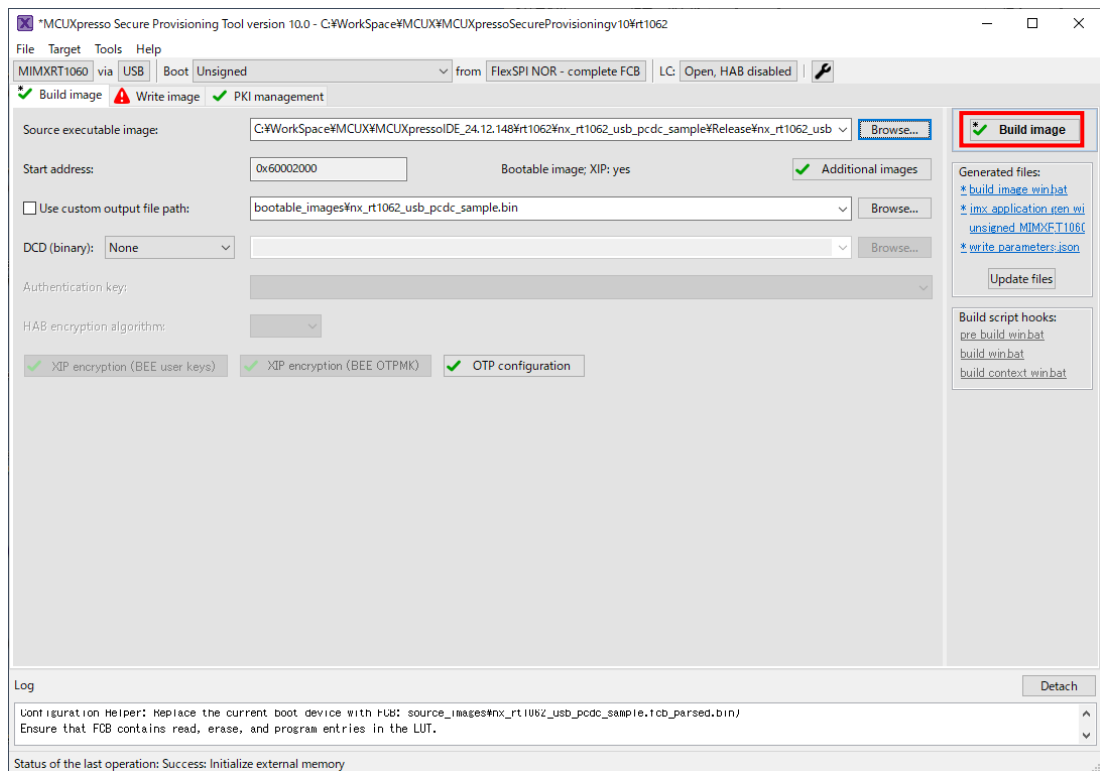 *MCUXpresso Secure Provisioning Tool version 10.0 - C:¥WorkSpace¥MCUX¥MCUXpressoSecureProvisioningv10¥rt1062
File Target Tools Help
MIMXRT1060 via USB Boot Unsigned from FlexSPI NOR - complete FCB LC: Open, HAB disabled
* Build image Write image PKI management
Source executable image: C:¥WorkSpace¥MCUX¥MCUXpressoIDE_24.12.148¥rt1062¥nx_rt1062_usb_pcdc_sample¥Release¥nx_rt1062_usb Browse... * Build image
Start address: 0x60002000 Bootable image; XIP: yes Additional images
Generated files:
* build image win.bat
* imx application gen wi
unsigned MIMXRT106(
* write parameters.json
Update files
Use custom output file path: bootable_images¥nx_rt1062_usb_pcdc_sample.bin Browse...
DCD (binary): None Browse...
Authentication key:
HAB encryption algorithm:
Build script hooks:
pre build win.bat
build win.bat
build context win.bat
XIP encryption (BEE user keys) XIP encryption (BEE OTPMK) OTP configuration
Log Detach
Configuration Helper: Replace the current boot device with FCB: source_images¥nx_rt1062_usb_pcdc_sample.fcb_parsed.bin)
Ensure that FCB contains read, erase, and program entries in the LUT.
Status of the last operation: Success: Initialize external memory